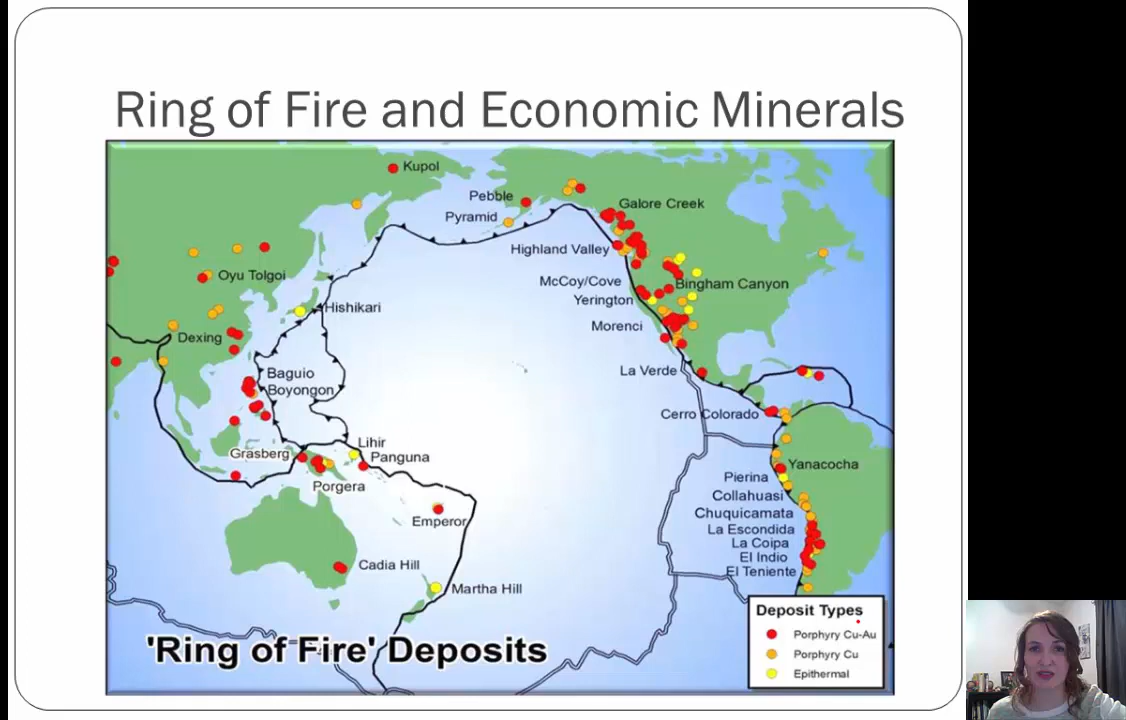 Ring of Fire and Economic Minerals
Kupol
Pebble
Galore Creek
Pyramid
Highland Valley
Oyu Tolgoi
McCoy/Cove
Bingham Canyon
Yerington
Hishikari
Morenci
Dexing
La Verde
Baguio
Boyongon
Cerro Colorado
Lihir
Grasberg
Panguna
Yanacocha
Porgera
Pierina
Collahuasi
Chuquicamata
Emperor
La Escondida
La Coipa
El Indio
Cadia Hill
El Teniente
Martha Hill
'Ring of Fire' Deposits
Deposit Types
Porphyry Cu-Au
Porphyry Cu
Epithermal